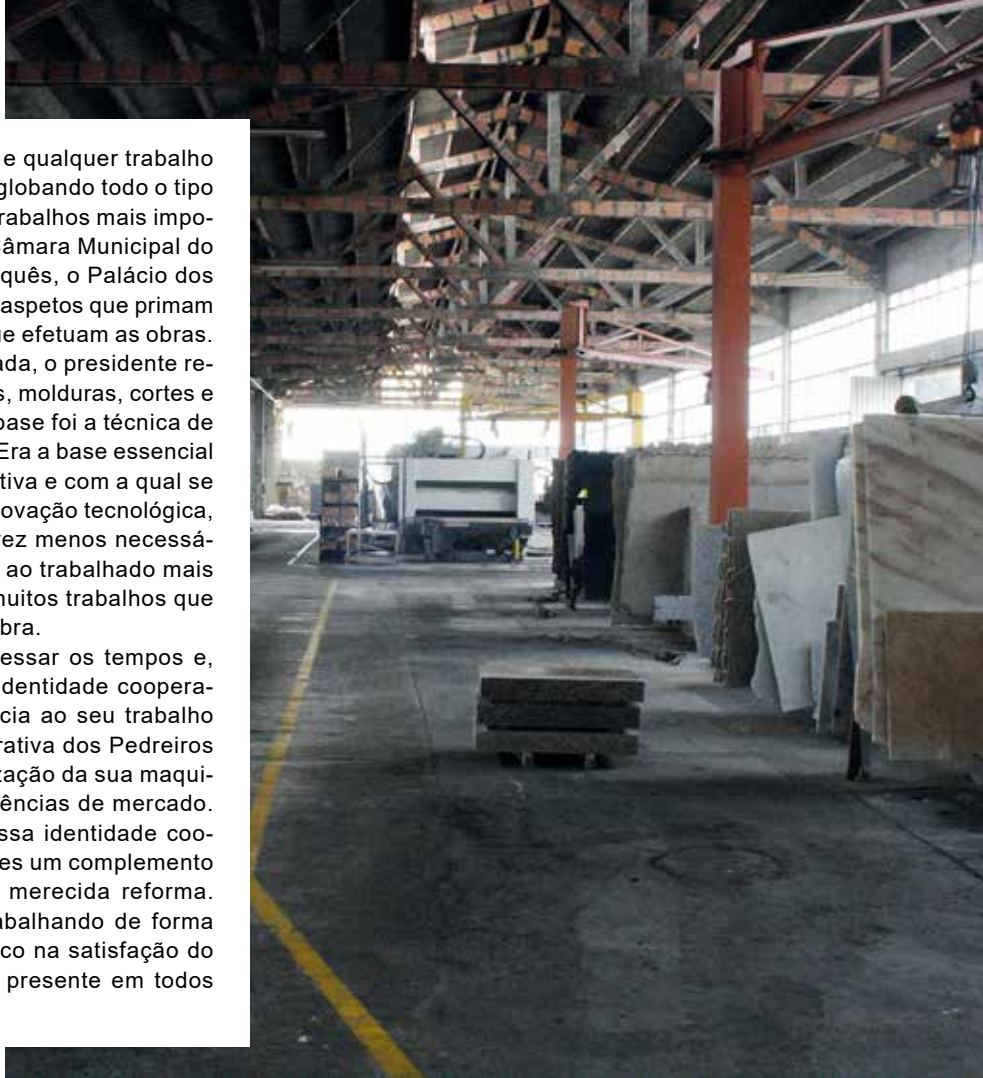 e qualquer trabalho
globando todo o tipo
rabalhos mais impo-
âmara Municipal do
quês, o Palácio dos
aspetos que primam
ue efetuam as obras.
ada, o presidente re-
s, molduras, cortes e
base foi a técnica de
Era a base essencial
tiva e com a qual se
ovação tecnológica,
vez menos necessá-
ao trabalhado mais
muitos trabalhos que
bra.
essar os tempos e,
dentidade coopera-
cia ao seu trabalho
rativa dos Pedreiros
zação da sua maqui-
ências de mercado.
ssa identidade coo-
es um complemento
merecida reforma.
abalhando de forma
co na satisfação do
presente em todos